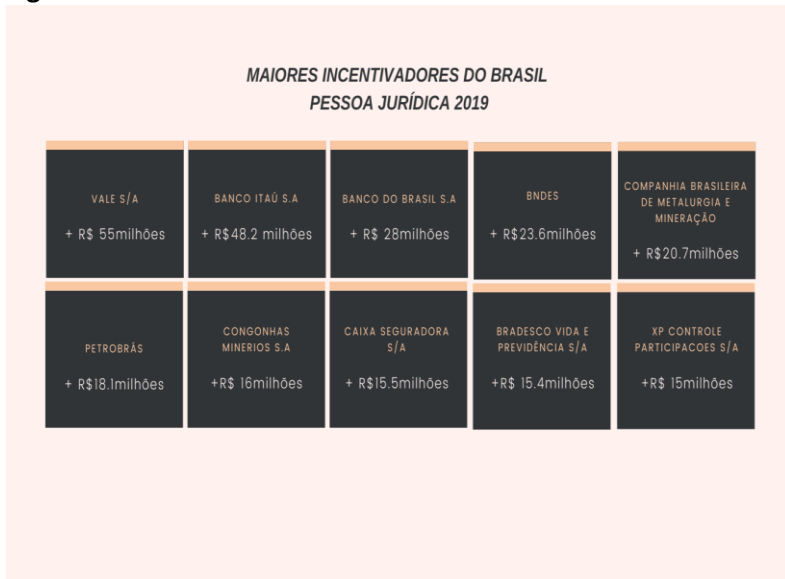 MAIORES INCENTIVADORES DO BRASIL
PESSOA JURÍDICA 2019
VALE S/A
+ R$ 55milhões
BANCO ITAÚ S.A
+ R$48.2 milhões
BANCO DO BRASIL S.A
+ R$ 28milhões
BNDES
+ R$23.6milhões
COMPANHIA BRASILEIRA
DE METALURGIA E
MINERAÇÃO
+ R$20.7milhões
PETROBRÁS
+ R$18.1milhões
CONGONHAS
MINERIOS S.A
+R$ 16milhões
CAIXA SEGURADORA
S/A
+ R$15.5milhões
BRADESCO VIDA E
PREVIDÊNCIA S/A
+R$ 15.4milhões
XP CONTROLE
PARTICIPACOES S/A
+R$ 15milhões